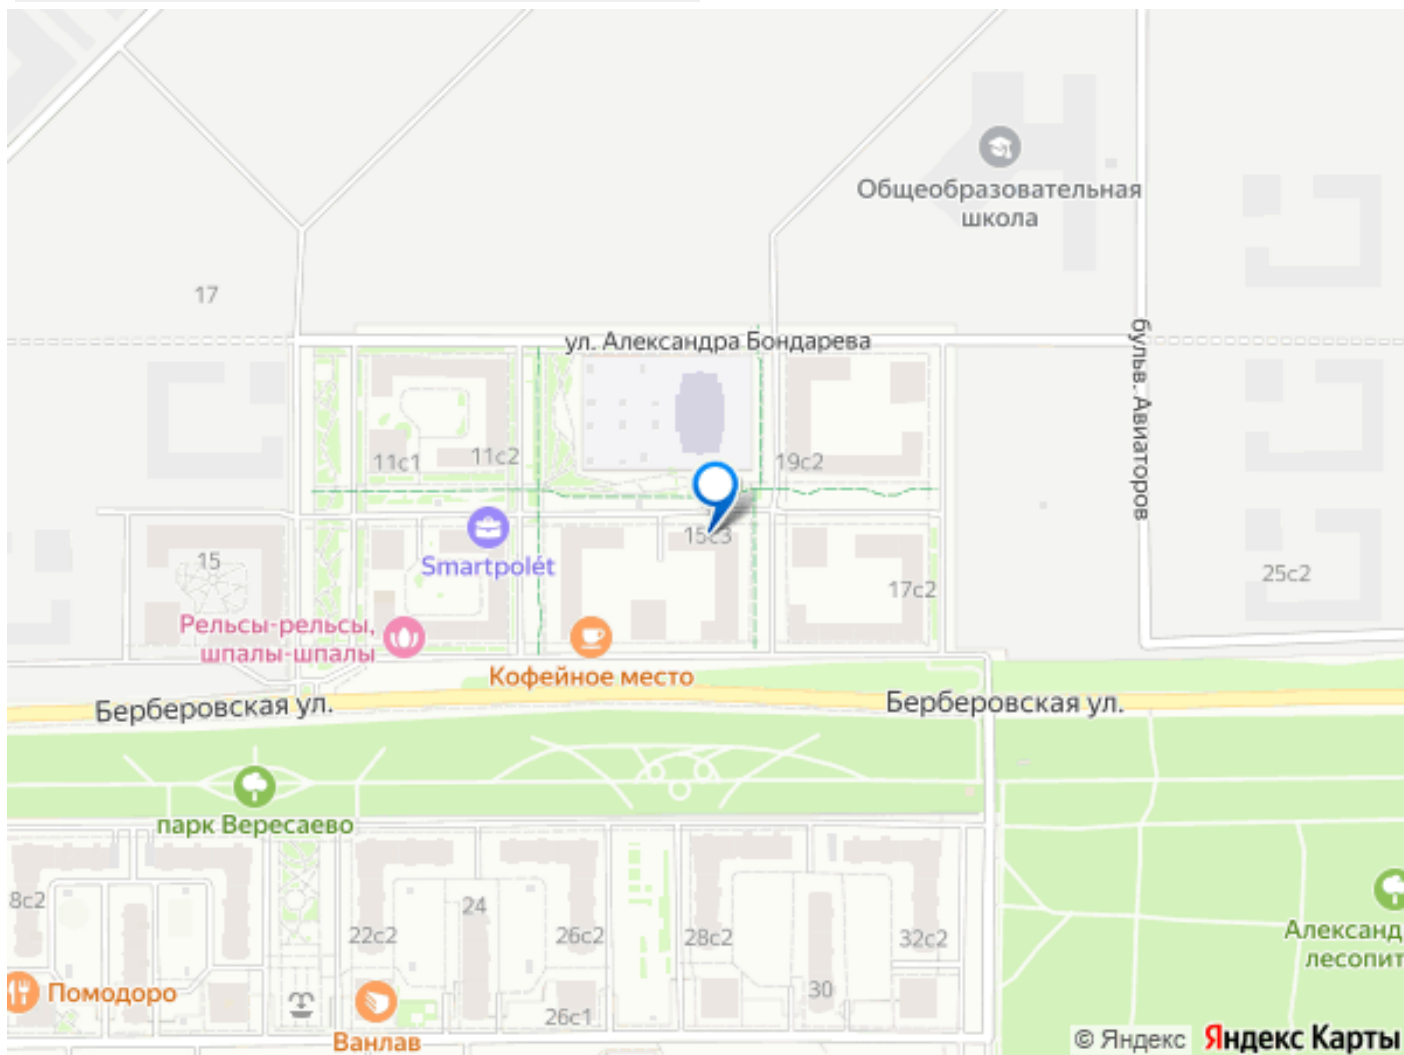 Общеобразовательная
школа
17
ул. Александра Бондарева
бульв. Авиаторов
11с1
11с2
19с2
15с3
Smartpolét
15
17с2
25с2
Рельсы-рельсы,
шпалы-шпалы
Кофейное место
Берберовская ул.
Берберовская ул.
парк Вересаево
8с2
24
22с2
26с2
28с2
32с2
Александ
лесопит
Помодоро
30
26с1
Ванлав
© Яндекс Яндекс Карты